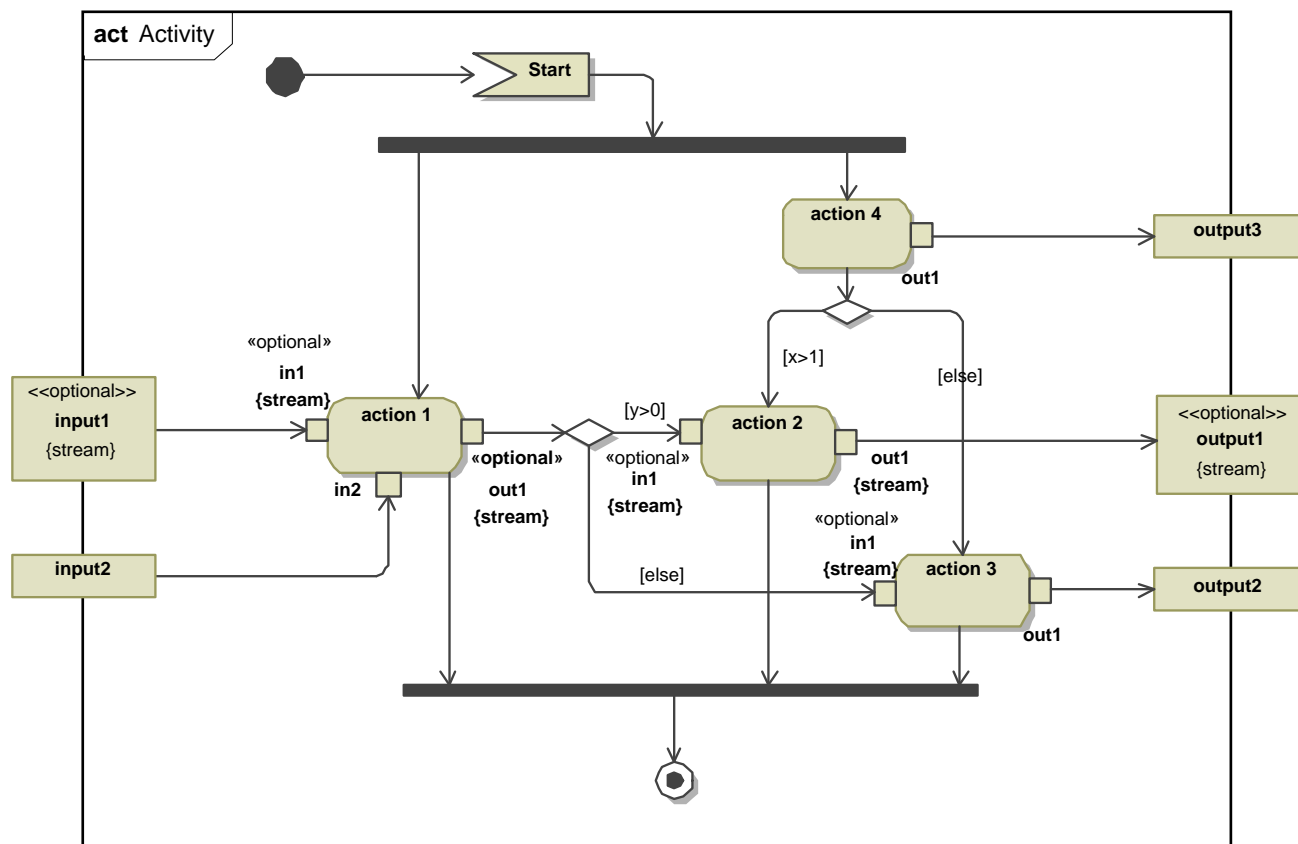 act Activity
Start
action 4
output3
out1
«optional»
in1
{stream}
[x>1]
[else]
<<optional>>
input1
{stream}
action 1
[y>0]
action 2
<<optional>>
output1
{stream}
in2
«optional»
out1
{stream}
«optional»
in1
{stream}
out1
{stream}
«optional»
in1
{stream}
input2
[else]
action 3
output2
out1